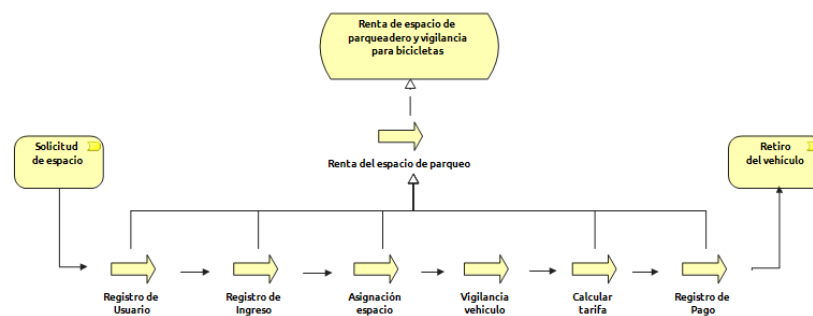 Renta de espacio de
parqueadero y vigilancia
para bicicletas
Solicitud
de espacio
Retiro
del vehículo
Renta del espacio de parqueo
Registro de
Usuario
Registro de
Ingreso
Asignación
espacio
Vigilancia
vehiculo
Calcular
tarifa
Registro de
Pago